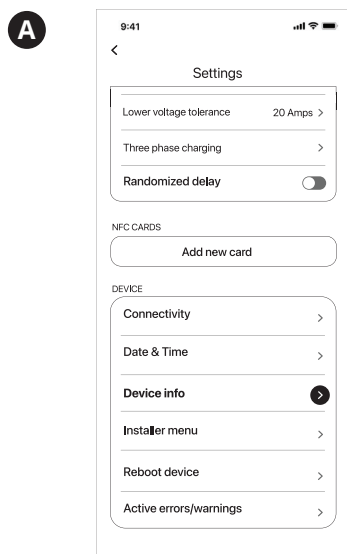 A
9:41
Settings
Lower voltage tolerance 20 Amps >
Three phase charging >
Randomized delay
NFC CARDS
Add new card
DEVICE
Connectivity >
Date & Time >
Device info >
Installer menu >
Reboot device >
Active errors/warnings >